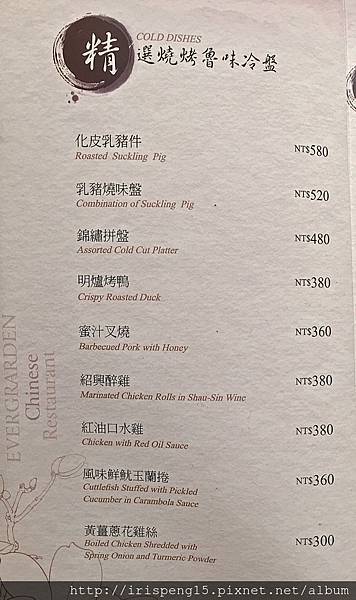 精
COLD DISHES
選燒烤魯味冷盤
化皮乳豬件
Roasted Suckling Pig
NT$580
乳豬燒味盤
Combination of Suckling Pig
NT$520
錦繡拼盤
Assorted Cold Cut Platter
NT$480
明爐烤鴨
Crispy Roasted Duck
NT$380
蜜汁叉燒
Barbecued Pork with Honey
NT$360
紹興醉雞
Marinated Chicken Rolls in Shau-Sin Wine
NT$380
紅油口水雞
Chicken with Red Oil Sauce
NT$380
風味鮮魷玉蘭捲
Cuttlefish Stuffed with Pickled
Cucumber in Carambola Sauce
NT$360
黃薑蔥花雞絲
Boiled Chicken Shredded with
Spring Onion and Turmeric Powder
NT$300
EVERGRARDEN
Chinese
Restaurant
http://irispeng15.pixnet.net/album